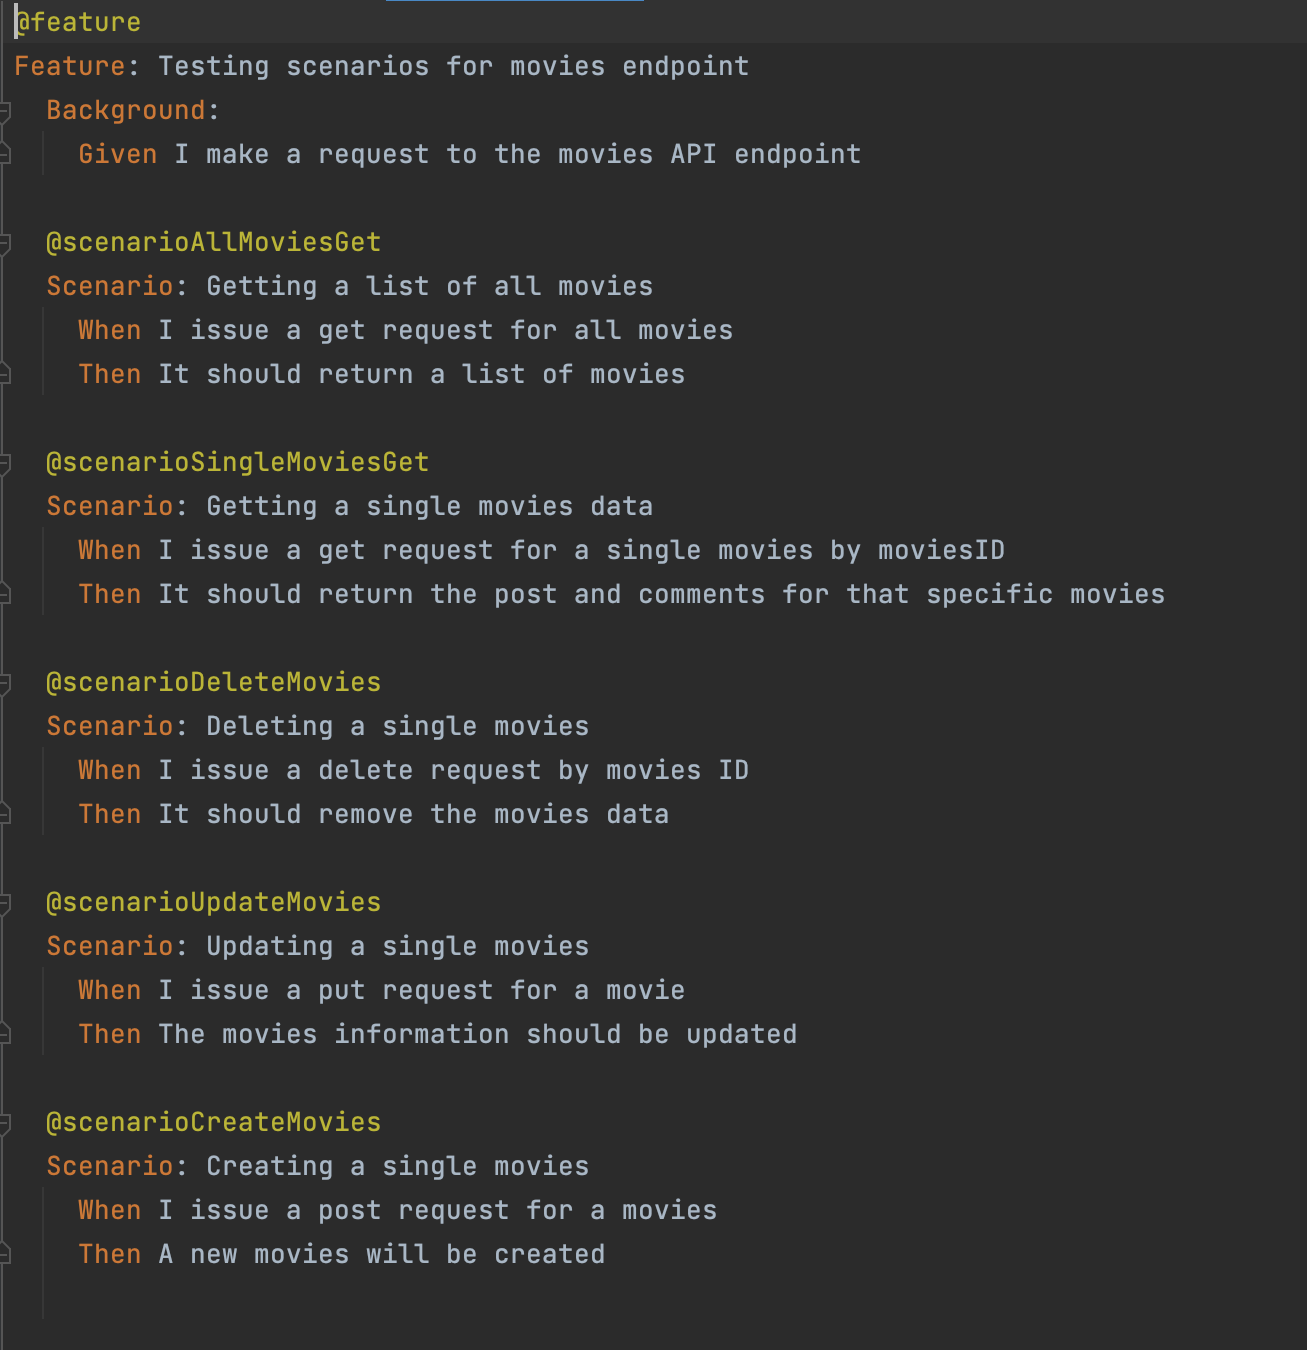 @feature
Feature: Testing scenarios for movies endpoint
Background:
Given I make a request to the movies API endpoint
@scenarioAllMoviesGet
Scenario: Getting a list of all movies
When I issue a get request for all movies
Then It should return a list of movies
@scenarioSingleMoviesGet
Scenario: Getting a single movies data
When I issue a get request for a single movies by moviesID
Then It should return the post and comments for that specific movies
@scenarioDeleteMovies
Scenario: Deleting a single movies
When I issue a delete request by movies ID
Then It should remove the movies data
@scenarioUpdateMovies
Scenario: Updating a single movies
When I issue a put request for a movie
Then The movies information should be updated
@scenarioCreateMovies
Scenario: Creating a single movies
When I issue a post request for a movies
Then A new movies will be created